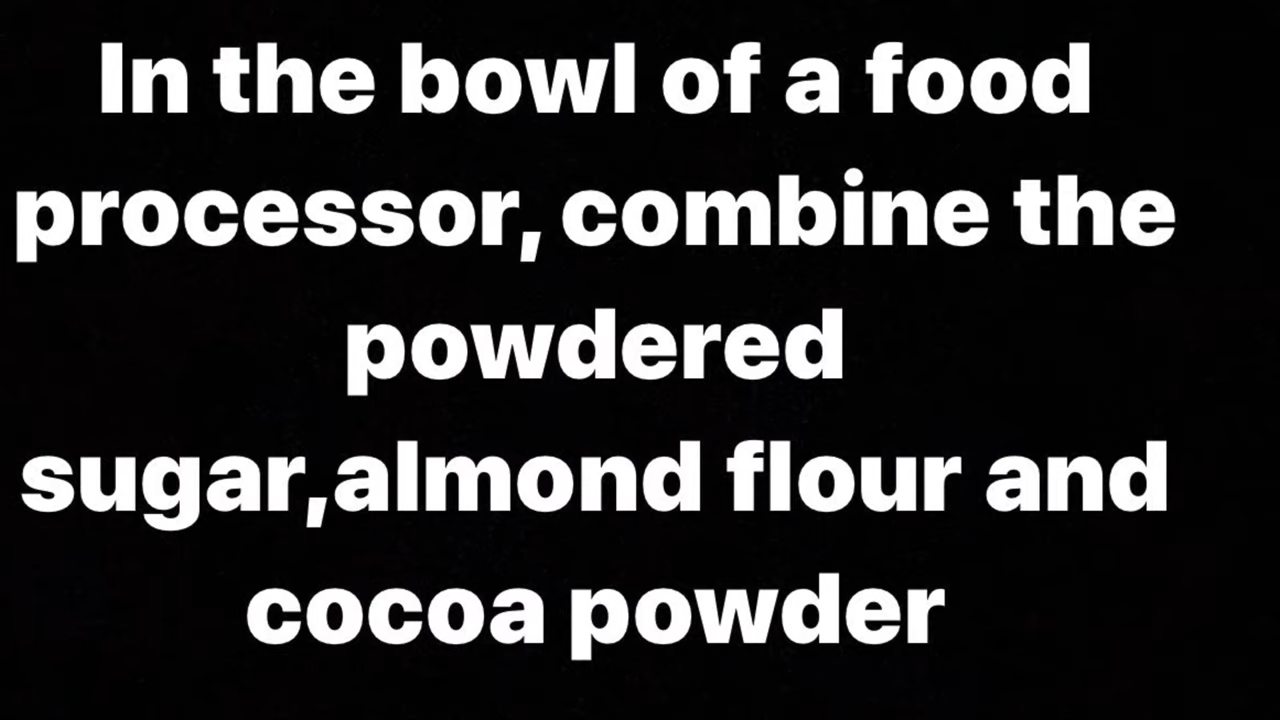 In the bowl of a food
processor, combine the
powdered
sugar,almond flour and
cocoa powder